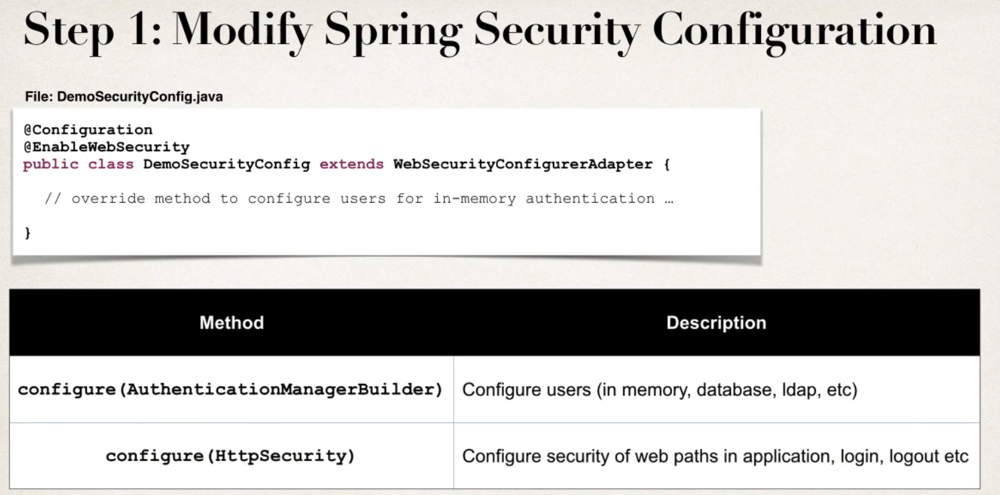 Step 1: Modify Spring Security Configuration
File: DemoSecurityConfig.java
@Configuration
@EnableWebSecurity
public class DemoSecurityConfig extends WebSecurityConfigurerAdapter {
// override method to configure users for in-memory authentication …
}
Method Description
configure(AuthenticationManagerBuilder) Configure users (in memory, database, ldap, etc)
configure(HttpSecurity) Configure security of web paths in application, login, logout etc